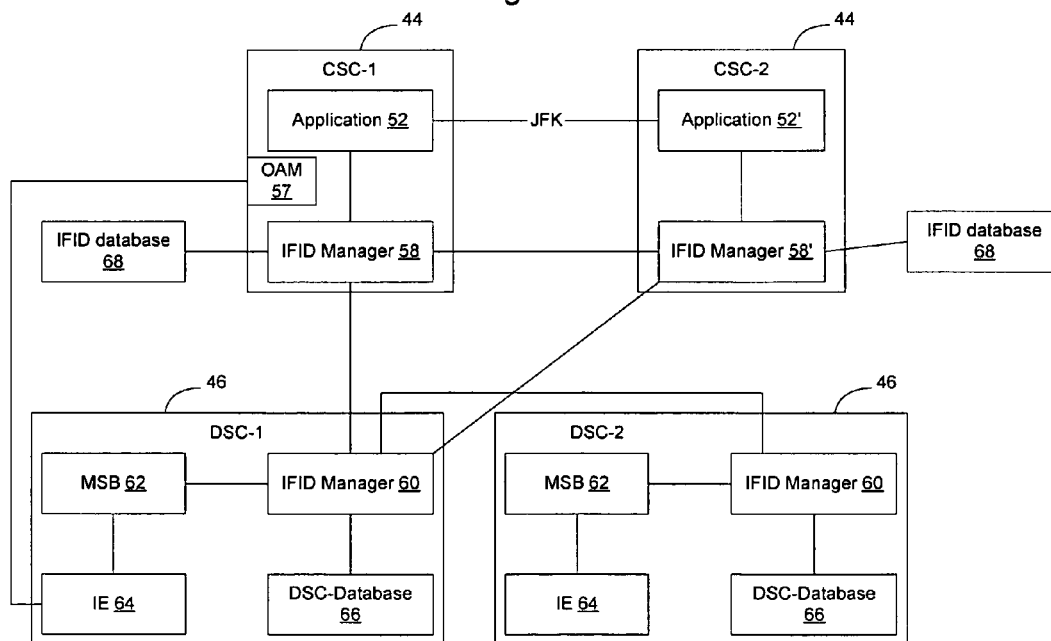 g
44
44
CSC-1
CSC-2
Application 52
JFK
Application 52'
OAM
57
IFID database
68
IFID Manager 58
IFID Manager 58'
IFID database
68
46
46
DSC-1
DSC-2
MSB 62
IFID Manager 60
MSB 62
IFID Manager 60
IE 64
DSC-Database
66
IE 64
DSC-Database
66